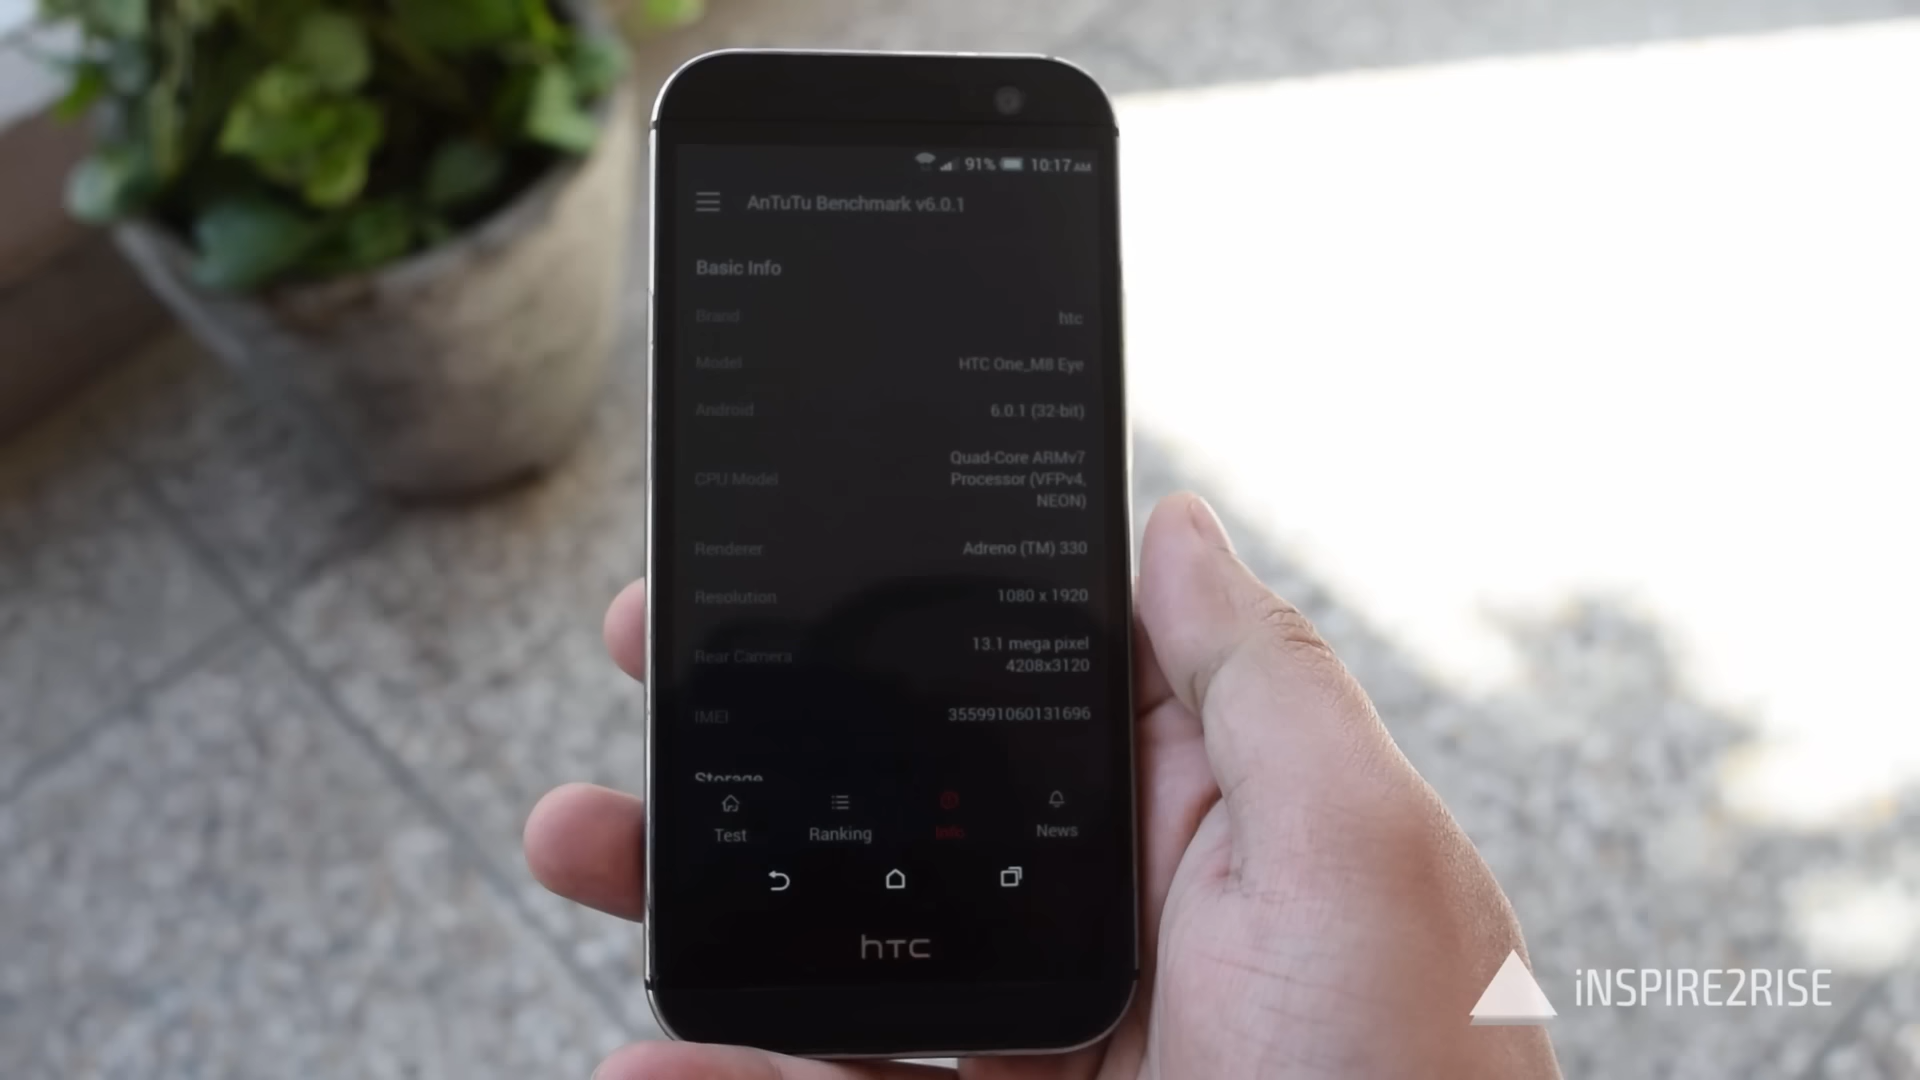 91% 10:17 AM
AnTuTu Benchmark v6.0.1
Basic Info
Brand htc
Model HTC One_M8 Eye
Android 6.0.1 (32-bit)
CPU Model Quad-Core ARMv7
Processor (VFPv4,
NEON)
Renderer Adreno (TM) 330
Resolution 1080 x 1920
Rear Camera 13.1 mega pixel
4208x3120
IMEI 355991060131696
Storage
Test Ranking Info News
hTC
iNSPIRE2RISE